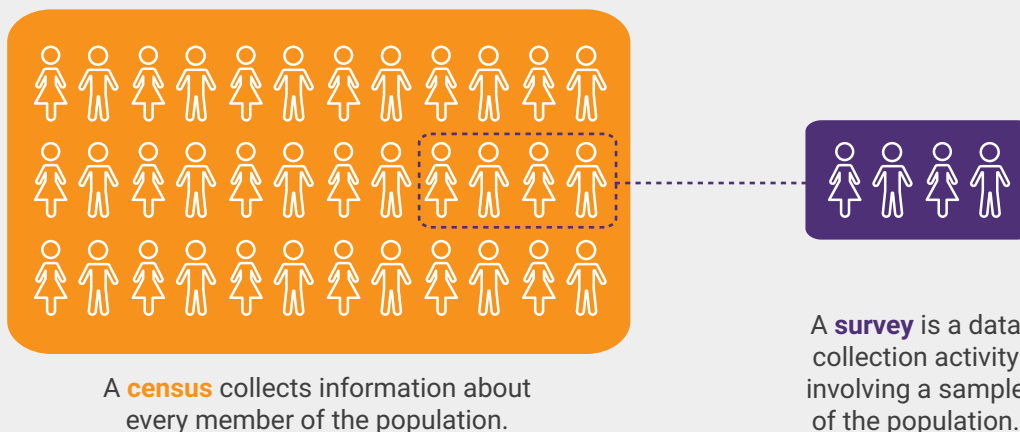 A census collects information about
every member of the population.
A survey is a data
collection activity
involving a sample
of the population.